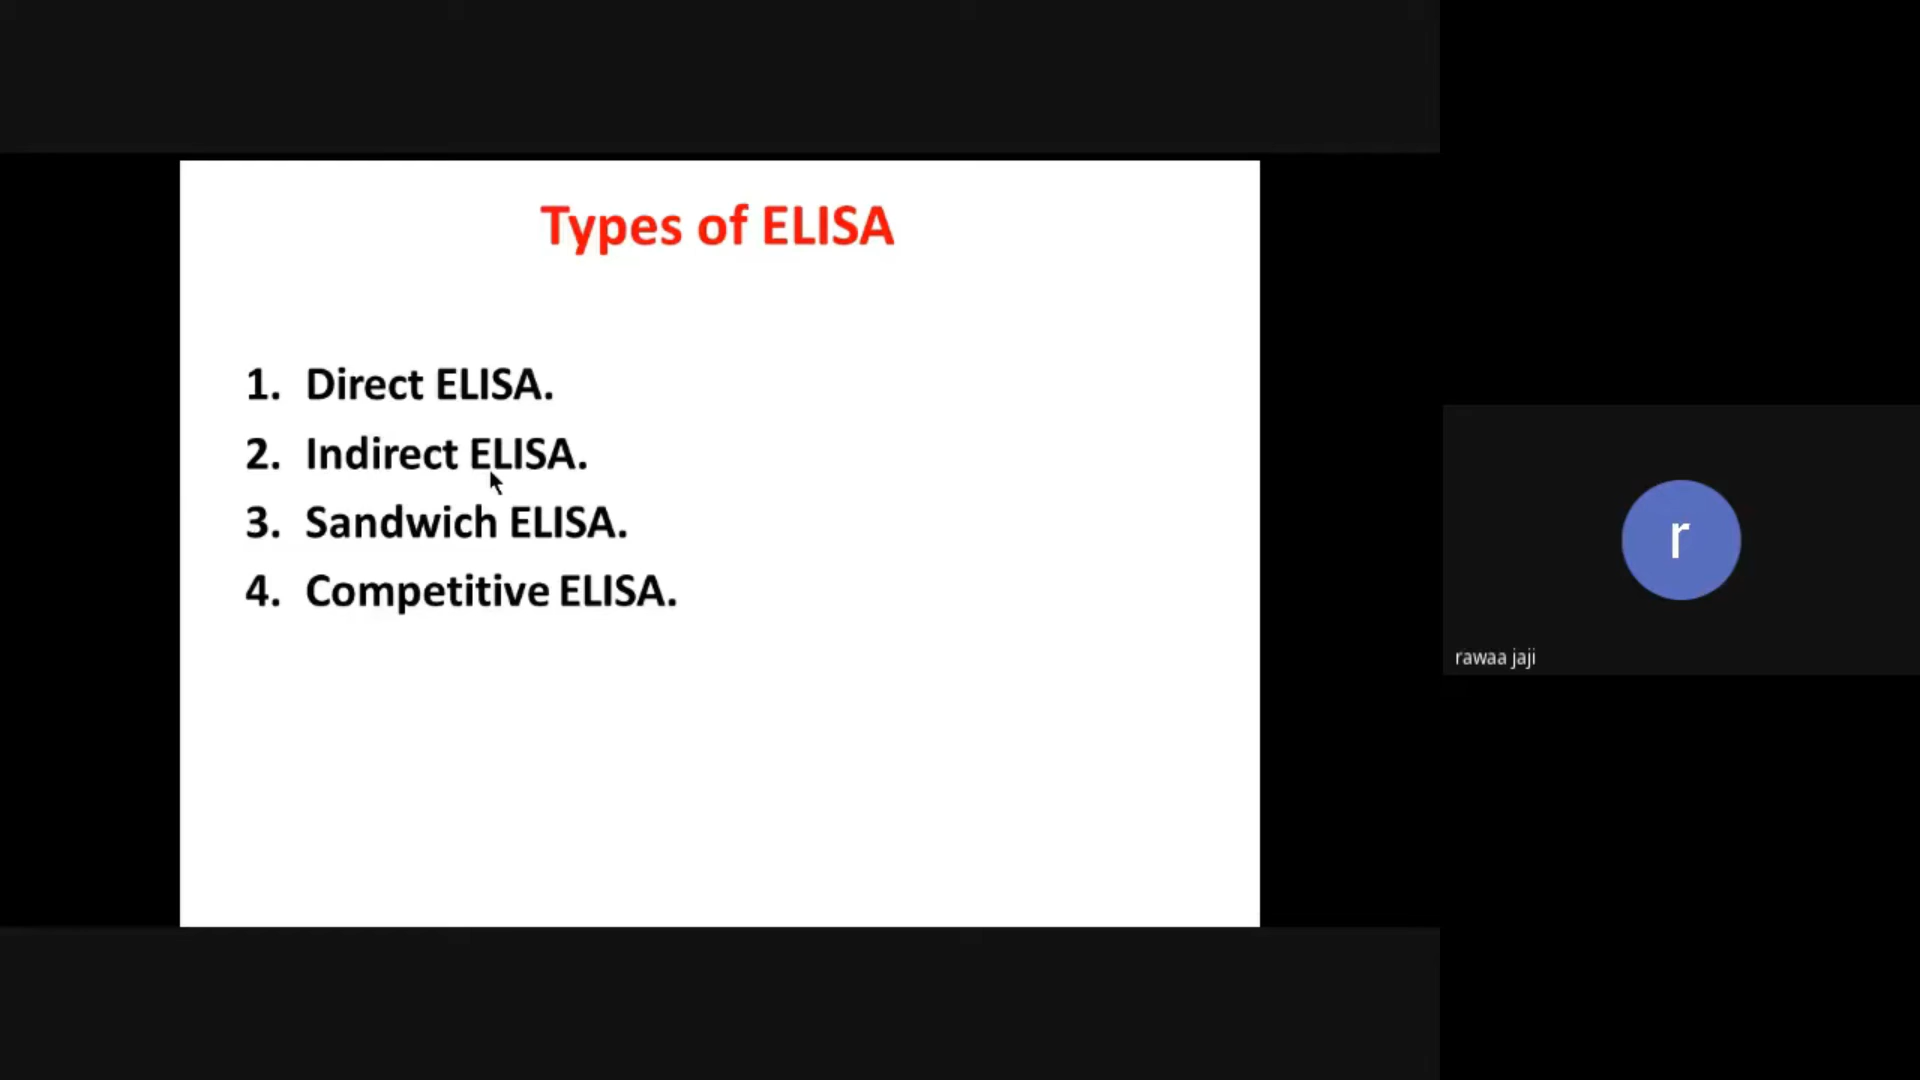 Types of ELISA
1. Direct ELISA.
2. Indirect ELISA.
3. Sandwich ELISA.
4. Competitive ELISA.
r
rawaa jaji